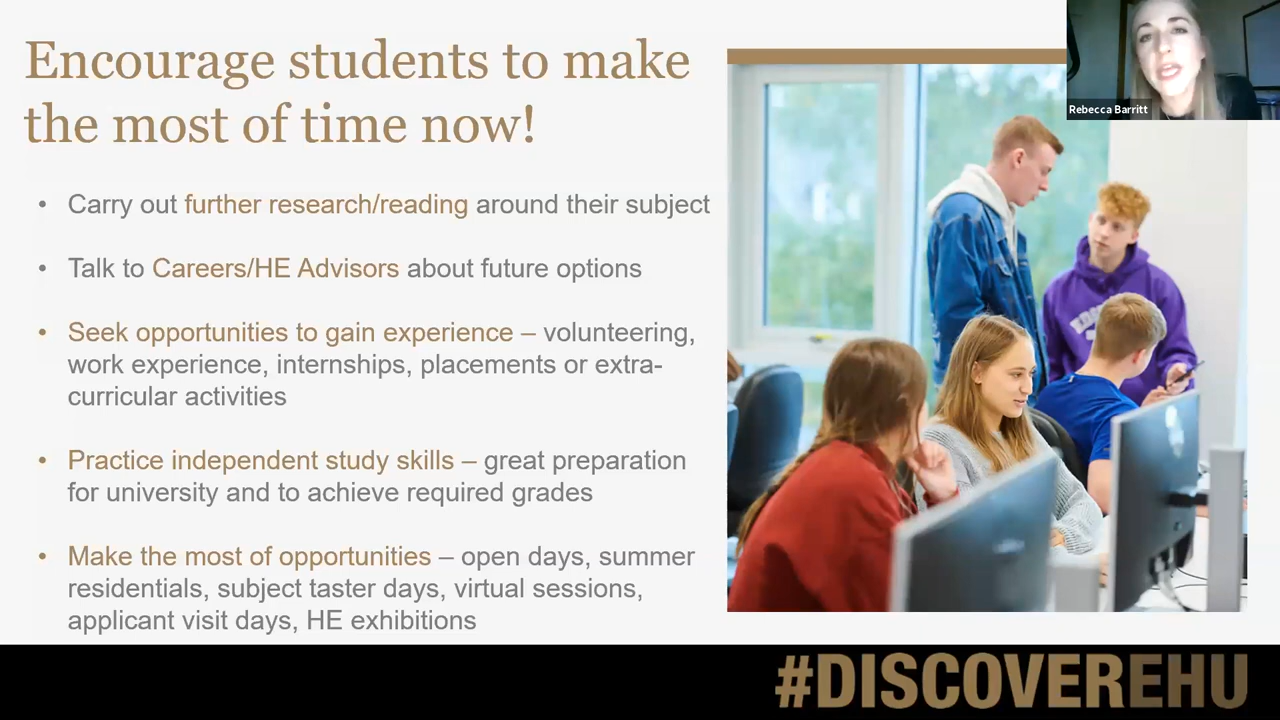 Encourage students to make
the most of time now!
Rebecca Barritt
• Carry out further research/reading around their subject
• Talk to Careers/HE Advisors about future options
• Seek opportunities to gain experience – volunteering,
work experience, internships, placements or extra-
curricular activities
• Practice independent study skills – great preparation
for university and to achieve required grades
• Make the most of opportunities – open days, summer
residentials, subject taster days, virtual sessions,
applicant visit days, HE exhibitions
#DISCOVEREHU